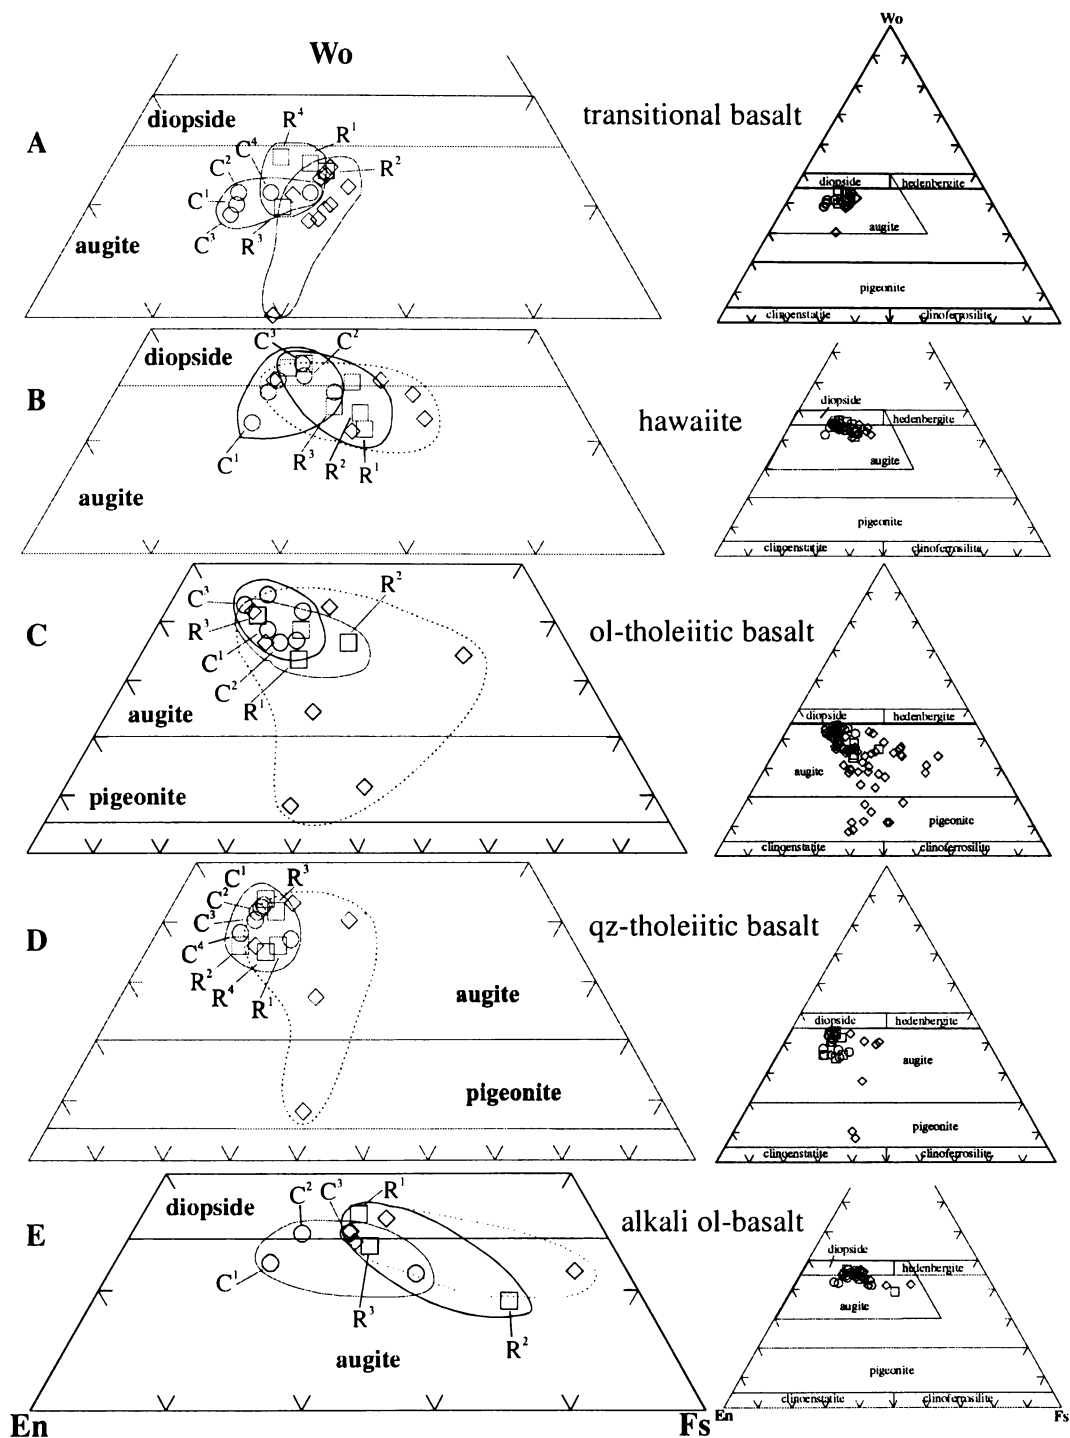 Wo
Wo
A
diopside
R⁴
R¹
C⁴
C²
R²
C¹
C³
R³
augite
transitional basalt
diopside
hedenbergite
augite
pigeonite
clinoenstatite
clinoferrosilite
B
diopside
C³
C²
C¹
R³
R²
R¹
augite
hawaiite
diopside
hedenbergite
augite
pigeonite
clinoenstatite
clinoferrosilite
C
C³
R²
R³
C¹
C²
R¹
augite
pigeonite
ol-tholeiitic basalt
diopside
hedenbergite
augite
pigeonite
clinoenstatite
clinoferrosilite
D
C¹
R³
C²
C³
C⁴
R²
R⁴
R¹
augite
pigeonite
qz-tholeiitic basalt
diopside
hedenbergite
augite
pigeonite
clinoenstatite
clinoferrosilite
E
diopside
C²
C³
R¹
C¹
R³
R²
augite
En
Fs
alkali ol-basalt
diopside
hedenbergite
augite
pigeonite
clinoenstatite
clinoferrosilite
En
Fs